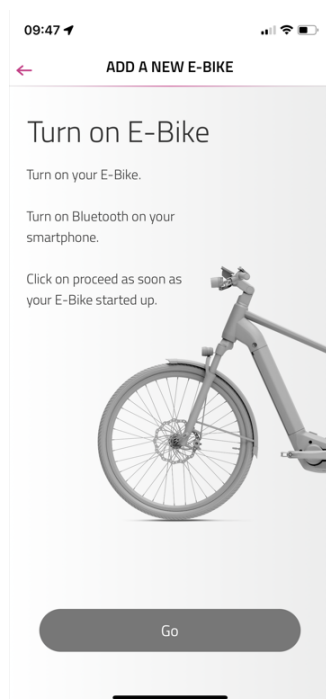 09:47
ADD A NEW E-BIKE
Turn on E-Bike
Turn on your E-Bike.
Turn on Bluetooth on your
smartphone.
Click on proceed as soon as
your E-Bike started up.
Go